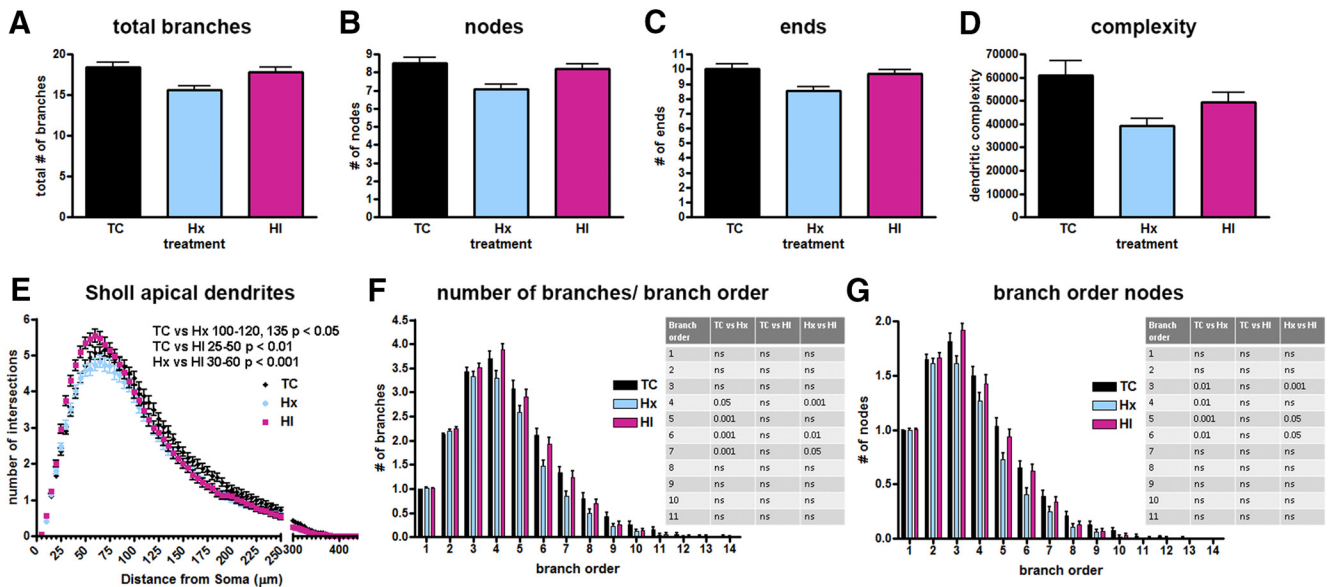 A
total branches
total # of branches
20
15
10
5
0
TC
Hx
HI
treatment
B
nodes
# of nodes
9
8
7
6
5
4
3
2
1
0
TC
Hx
HI
treatment
C
ends
# of ends
11
10
9
8
7
6
5
4
3
2
1
0
TC
Hx
HI
treatment
D
complexity
dendritic complexity
70000
60000
50000
40000
30000
20000
10000
0
TC
Hx
HI
treatment
E
Sholl apical dendrites
TC vs Hx 100-120, 135 p < 0.05
TC vs HI 25-50 p < 0.01
Hx vs HI 30-60 p < 0.001
TC
Hx
HI
number of intersections
6
5
4
3
2
1
0
0 25 50 75 100 125 150 175 200 225 250 300 400
Distance from Soma (µm)
F
number of branches/ branch order
# of branches
4.5
4.0
3.5
3.0
2.5
2.0
1.5
1.0
0.5
0.0
1 2 3 4 5 6 7 8 9 10 11 12 13 14
branch order
TC
Hx
HI
Branch order TC vs Hx TC vs HI Hx vs HI
1 ns ns ns
2 ns ns ns
3 ns ns ns
4 0.05 ns 0.001
5 0.001 ns ns
6 0.001 ns 0.01
7 0.001 ns 0.05
8 ns ns ns
9 ns ns ns
10 ns ns ns
11 ns ns ns
G
branch order nodes
# of nodes
2.0
1.5
1.0
0.5
0.0
1 2 3 4 5 6 7 8 9 10 11 12 13 14
branch order
TC
Hx
HI
Branch order TC vs Hx TC vs HI Hx vs HI
1 ns ns ns
2 ns ns ns
3 0.01 ns 0.001
4 0.01 ns ns
5 0.001 ns 0.05
6 0.01 ns 0.05
7 ns ns ns
8 ns ns ns
9 ns ns ns
10 ns ns ns
11 ns ns ns